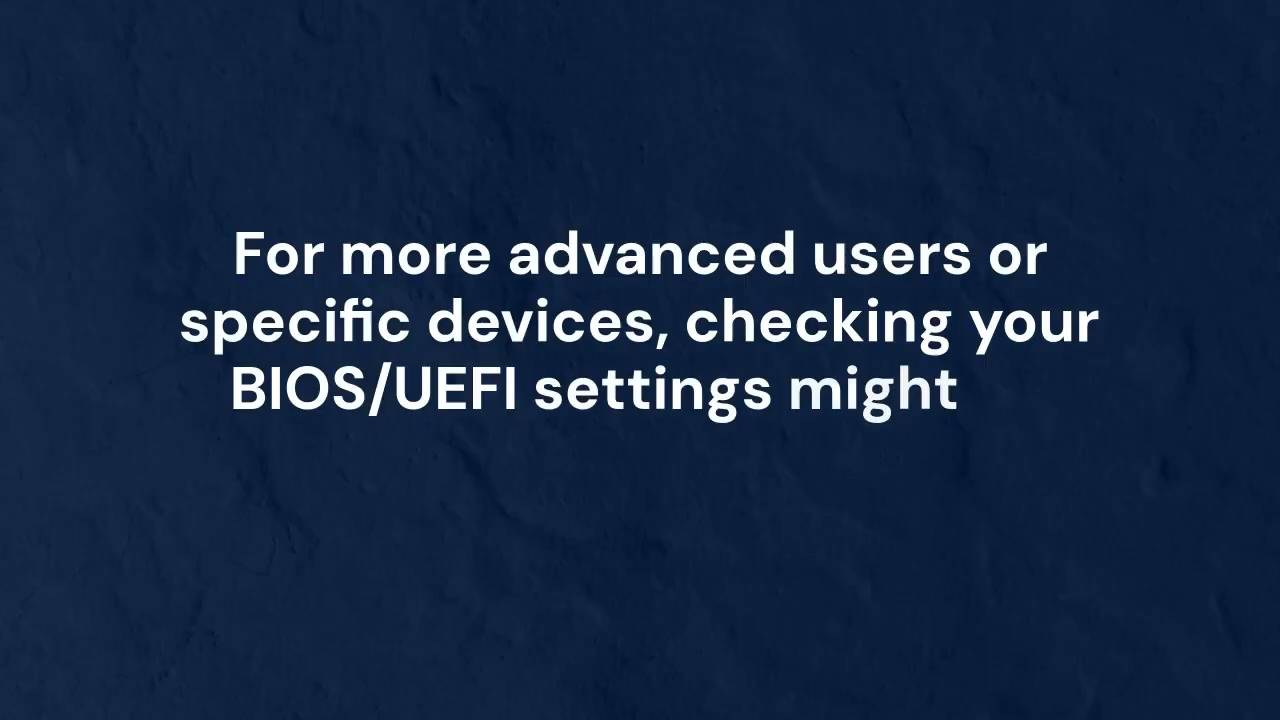 For more advanced users or
specific devices, checking your
BIOS/UEFI settings might